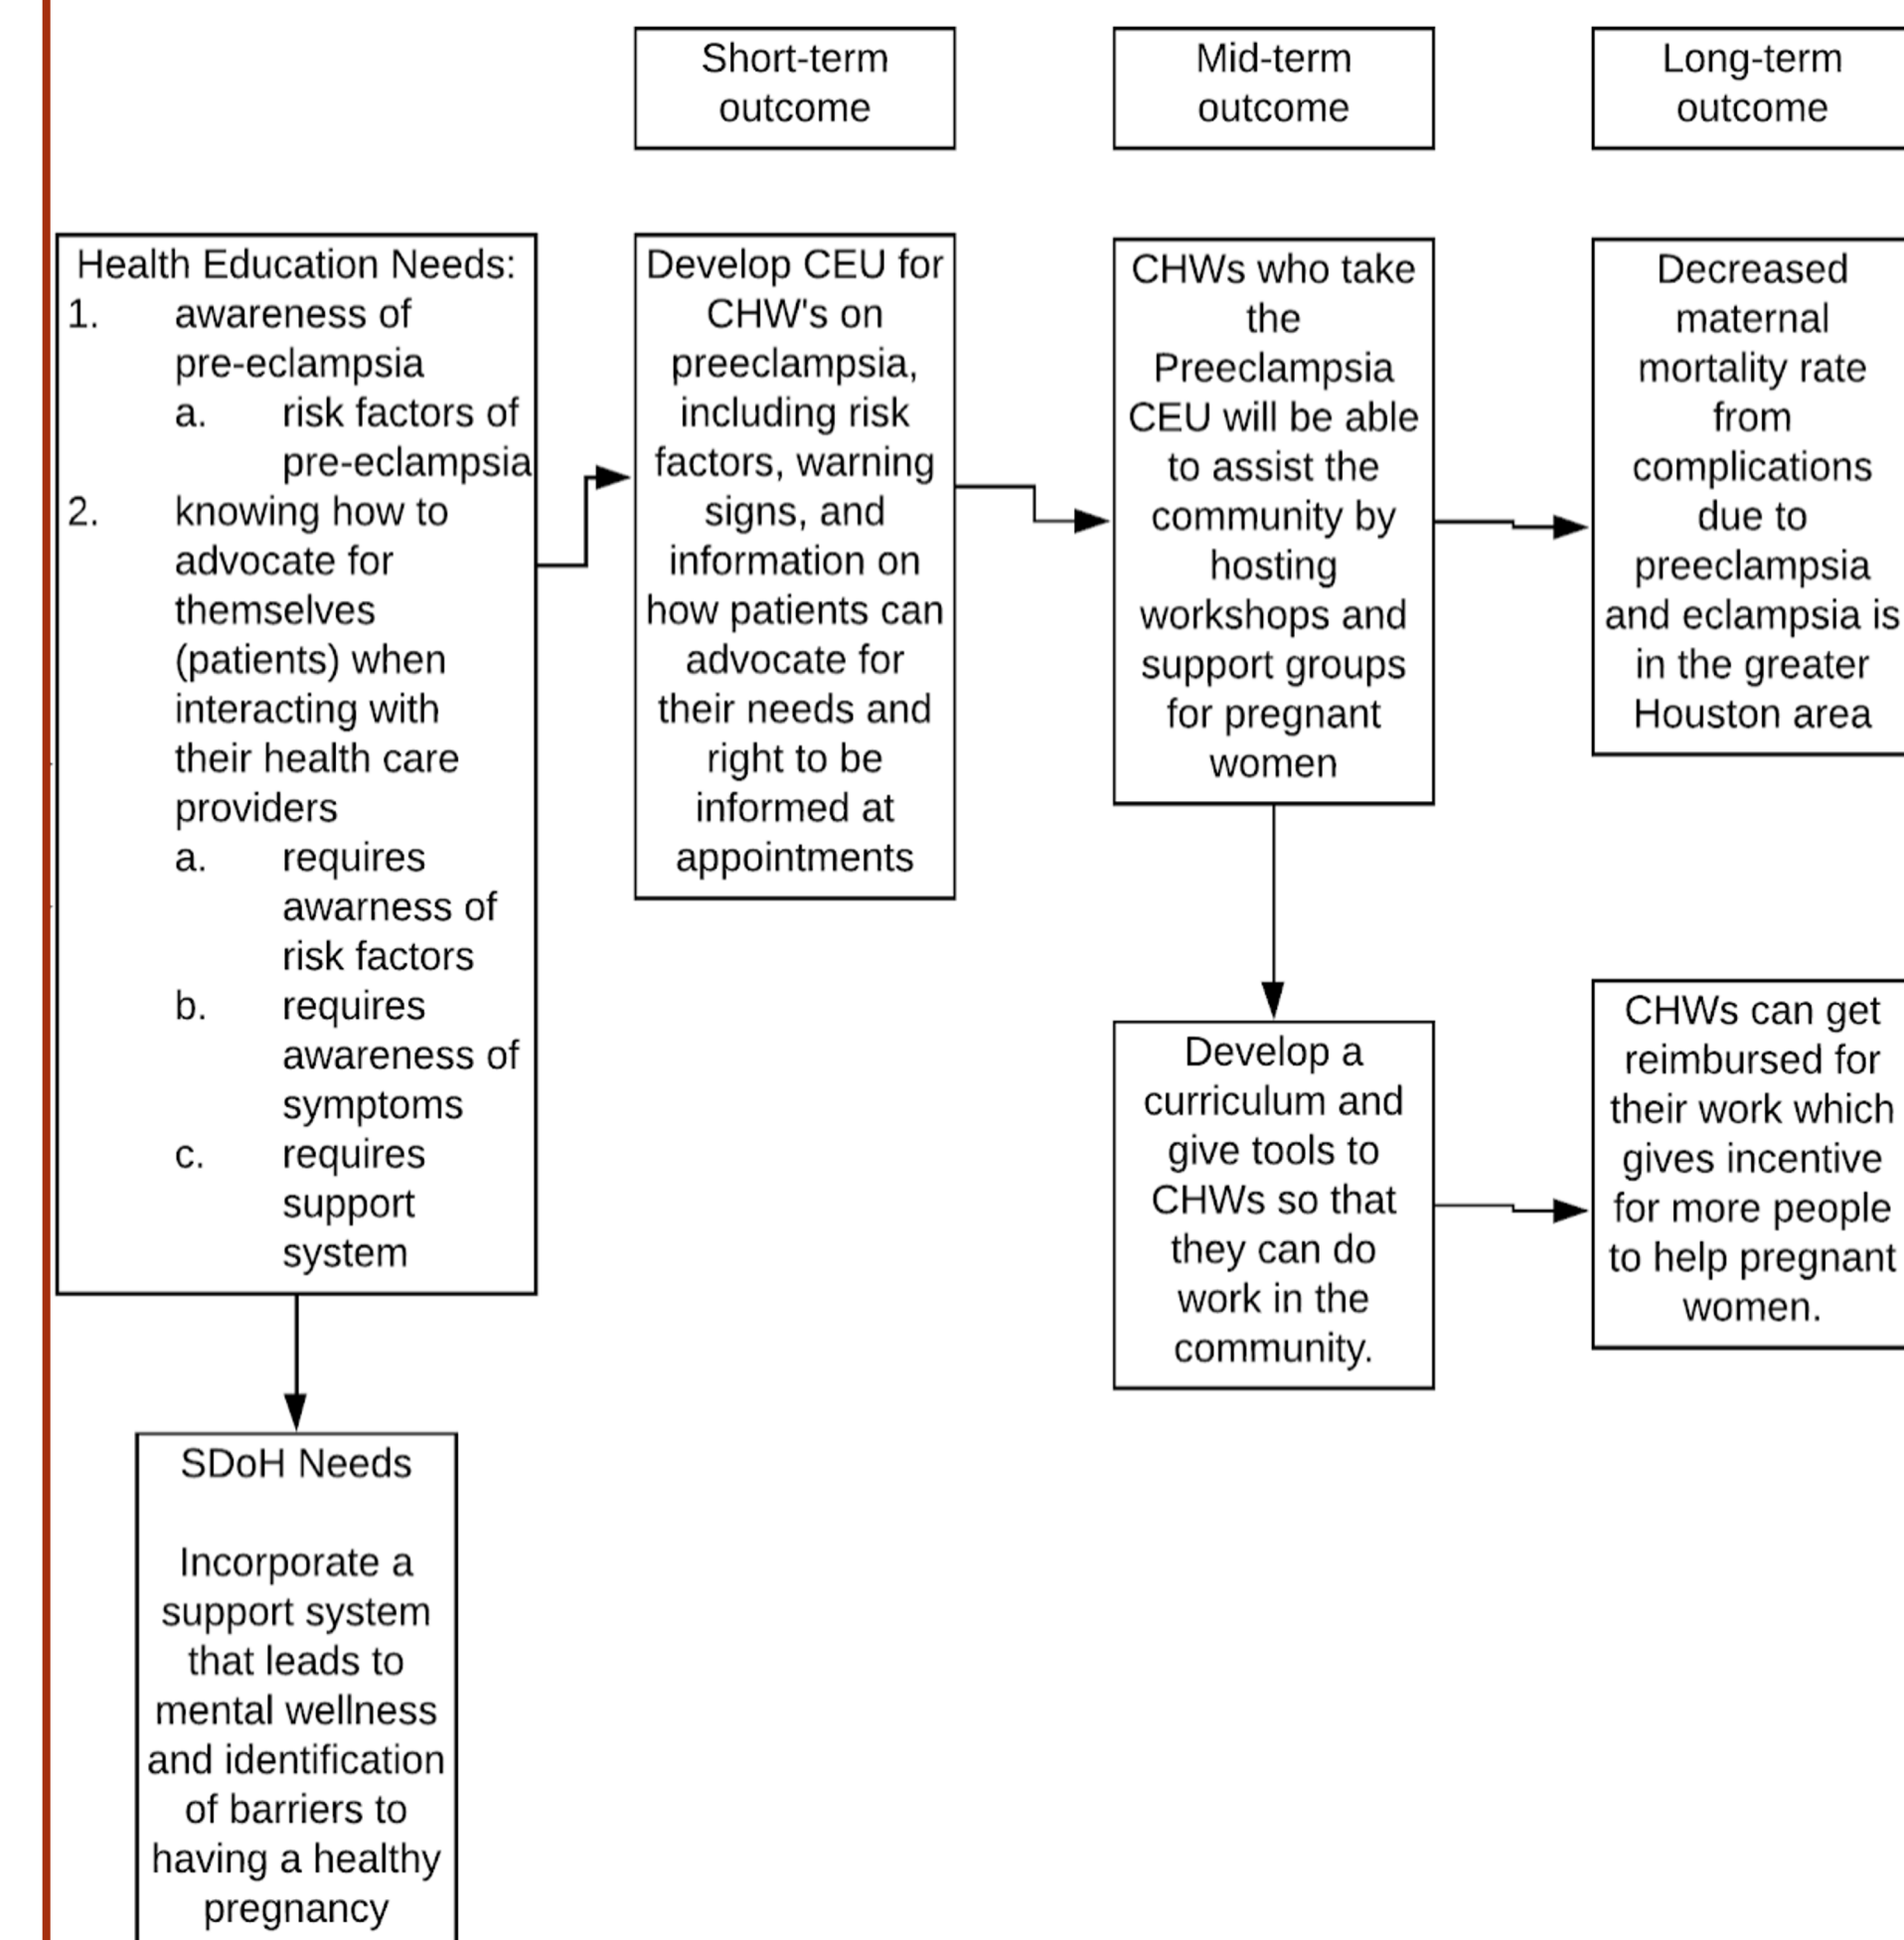 Short-term
outcome
Mid-term
outcome
Long-term
outcome
Health Education Needs:
1. awareness of
pre-eclampsia
a. risk factors of
pre-eclampsia
2. knowing how to
advocate for
themselves
(patients) when
interacting with
their health care
providers
a. requires
awarness of
risk factors
b. requires
awareness of
symptoms
c. requires
support
system
Develop CEU for
CHW's on
preeclampsia,
including risk
factors, warning
signs, and
information on
how patients can
advocate for
their needs and
right to be
informed at
appointments
CHWs who take
the
Preeclampsia
CEU will be able
to assist the
community by
hosting
workshops and
support groups
for pregnant
women
Decreased
maternal
mortality rate
from
complications
due to
preeclampsia
and eclampsia is
in the greater
Houston area
Develop a
curriculum and
give tools to
CHWs so that
they can do
work in the
community.
CHWs can get
reimbursed for
their work which
gives incentive
for more people
to help pregnant
women.
SDoH Needs
Incorporate a
support system
that leads to
mental wellness
and identification
of barriers to
having a healthy
pregnancy